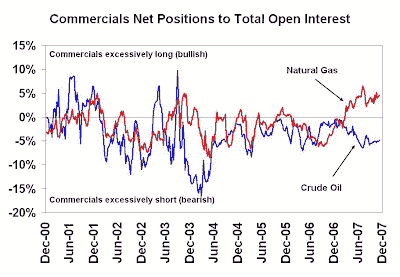 Commercials Net Positions to Total Open Interest
15%
10%
5%
0%
-5%
-10%
-15%
-20%
Commercials excessively long (bullish)
Natural Gas
Crude Oil
Commercials excessively short (bearish)
Dec-00
Jun-01
Dec-01
Jun-02
Dec-02
Jun-03
Dec-03
Jun-04
Dec-04
Jun-05
Dec-05
Jun-06
Dec-06
Jun-07
Dec-07